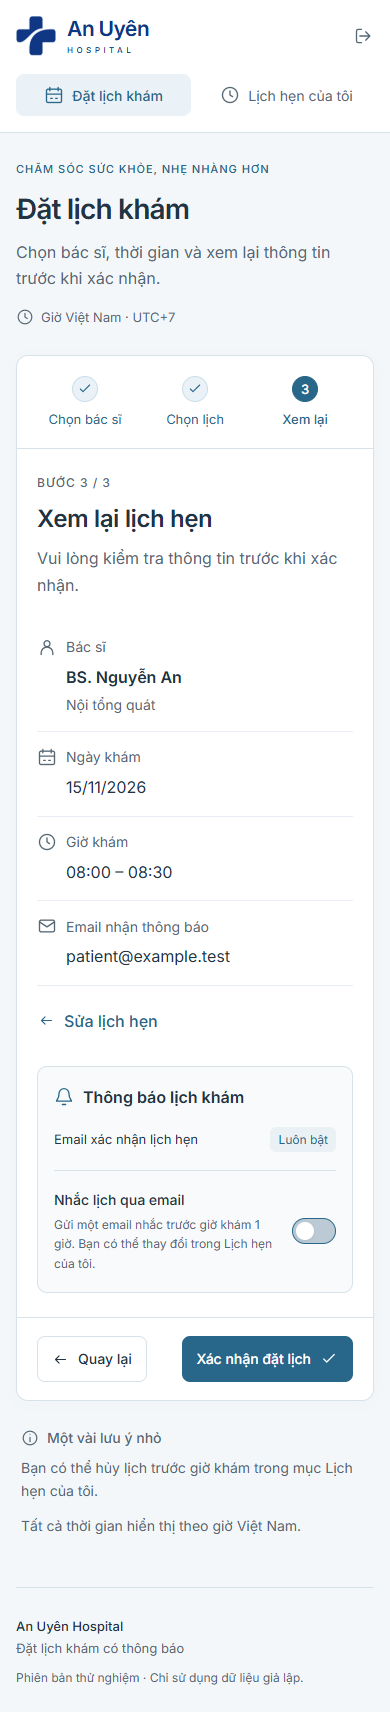 An Uyên
HOSPITAL
Đặt lịch khám
Lịch hẹn của tôi
CHĂM SÓC SỨC KHỎE, NHẸ NHÀNG HƠN
Đặt lịch khám
Chọn bác sĩ, thời gian và xem lại thông tin
trước khi xác nhận.
Giờ Việt Nam · UTC+7
3
Chọn bác sĩ
Chọn lịch
Xem lại
BƯỚC 3 / 3
Xem lại lịch hẹn
Vui lòng kiểm tra thông tin trước khi xác
nhận.
Bác sĩ
BS. Nguyễn An
Nội tổng quát
Ngày khám
15/11/2026
Giờ khám
08:00 – 08:30
Email nhận thông báo
patient@example.test
Sửa lịch hẹn
Thông báo lịch khám
Email xác nhận lịch hẹn
Luôn bật
Nhắc lịch qua email
Gửi một email nhắc trước giờ khám 1
giờ. Bạn có thể thay đổi trong Lịch hẹn
của tôi.
Quay lại
Xác nhận đặt lịch
Một vài lưu ý nhỏ
Bạn có thể hủy lịch trước giờ khám trong mục Lịch
hẹn của tôi.
Tất cả thời gian hiển thị theo giờ Việt Nam.
An Uyên Hospital
Đặt lịch khám có thông báo
Phiên bản thử nghiệm · Chỉ sử dụng dữ liệu giả lập.